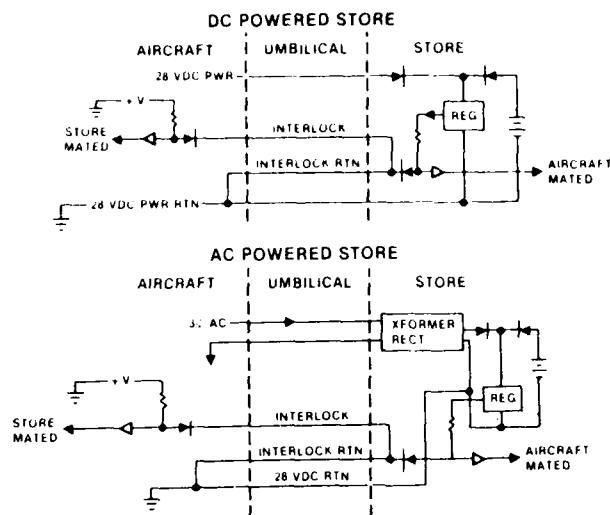 DC POWERED STORE
AIRCRAFT UMBILICAL STORE
28 VDC PWR
+ V
REG
STORE MATED
INTERLOCK
INTERLOCK RTN
AIRCRAFT MATED
28 VDC PWR RTN
AC POWERED STORE
AIRCRAFT UMBILICAL STORE
AC
XFORMER RECT
+ V
REG
STORE MATED
INTERLOCK
INTERLOCK RTN
AIRCRAFT MATED
28 VDC RTN